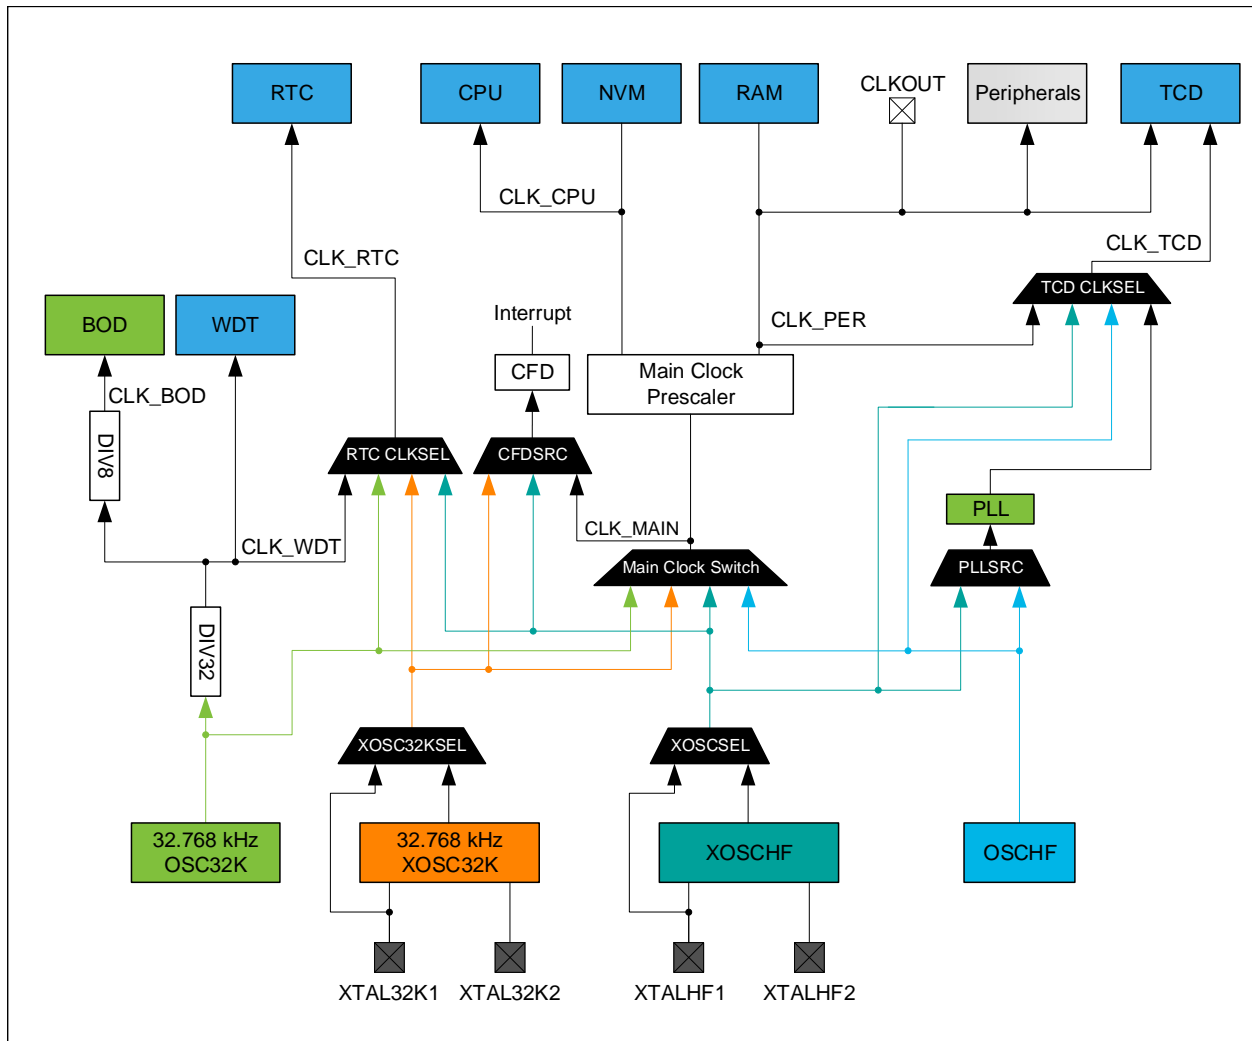 RTC
CPU
NVM
RAM
CLKOUT
Peripherals
TCD
CLK_CPU
CLK_TCD
CLK_RTC
TCD CLKSEL
BOD
WDT
Interrupt
CLK_PER
CFD
Main Clock
Prescaler
CLK_BOD
DIV8
RTC CLKSEL
CFDSRC
PLL
CLK_MAIN
CLK_WDT
Main Clock Switch
PLLSRC
DIV32
XOSC32KSEL
XOSCSEL
32.768 kHz
OSC32K
32.768 kHz
XOSC32K
XOSCHF
OSCHF
XTAL32K1
XTAL32K2
XTALHF1
XTALHF2